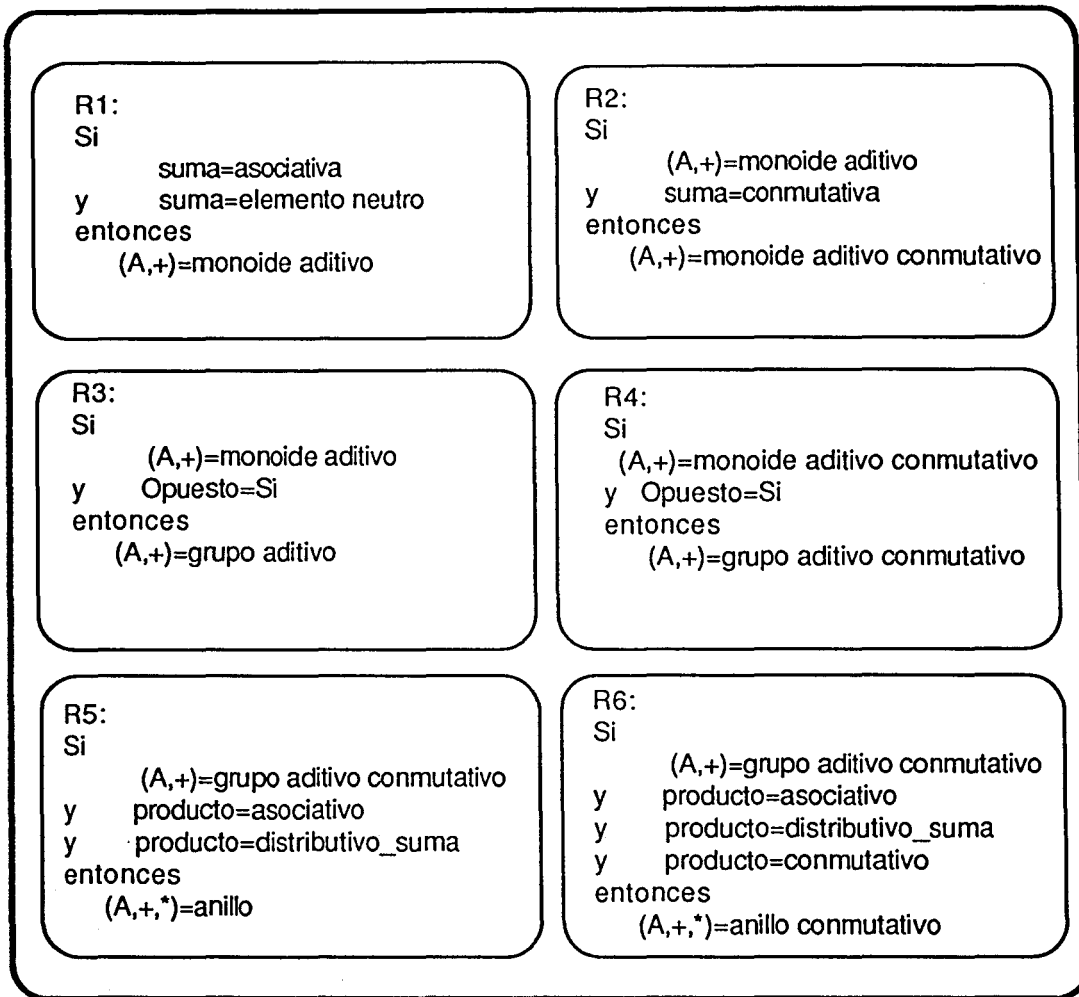 R1:
Si
suma=asociativa
y suma=elemento neutro
entonces
(A,+)=monoide aditivo
R2:
Si
(A,+)=monoide aditivo
y suma=conmutativa
entonces
(A,+)=monoide aditivo conmutativo
R3:
Si
(A,+)=monoide aditivo
y Opuesto=Si
entonces
(A,+)=grupo aditivo
R4:
Si
(A,+)=monoide aditivo conmutativo
y Opuesto=Si
entonces
(A,+)=grupo aditivo conmutativo
R5:
Si
(A,+)=grupo aditivo conmutativo
y producto=asociativo
y producto=distributivo_suma
entonces
(A,+,*)=anillo
R6:
Si
(A,+)=grupo aditivo conmutativo
y producto=asociativo
y producto=distributivo_suma
y producto=conmutativo
entonces
(A,+,*)=anillo conmutativo